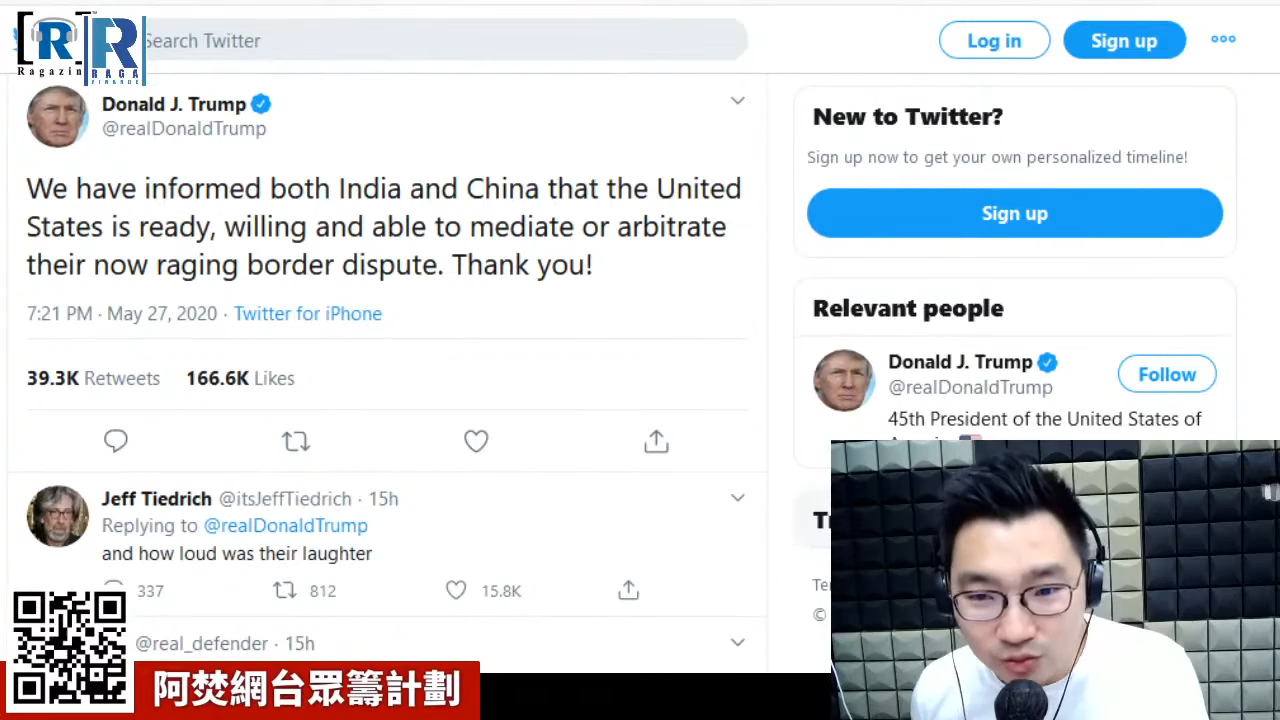 [R]R
Ragazin
RAGA
FINANCE
Search Twitter
Log in
Sign up
Donald J. Trump
@realDonaldTrump
We have informed both India and China that the United
States is ready, willing and able to mediate or arbitrate
their now raging border dispute. Thank you!
7:21 PM · May 27, 2020 · Twitter for iPhone
39.3K Retweets 166.6K Likes
Jeff Tiedrich @itsJeffTiedrich · 15h
Replying to @realDonaldTrump
and how loud was their laughter
337 812 15.8K
@real_defender · 15h
New to Twitter?
Sign up now to get your own personalized timeline!
Sign up
Relevant people
Donald J. Trump
@realDonaldTrump
Follow
45th President of the United States of
阿焚網台眾籌計劃